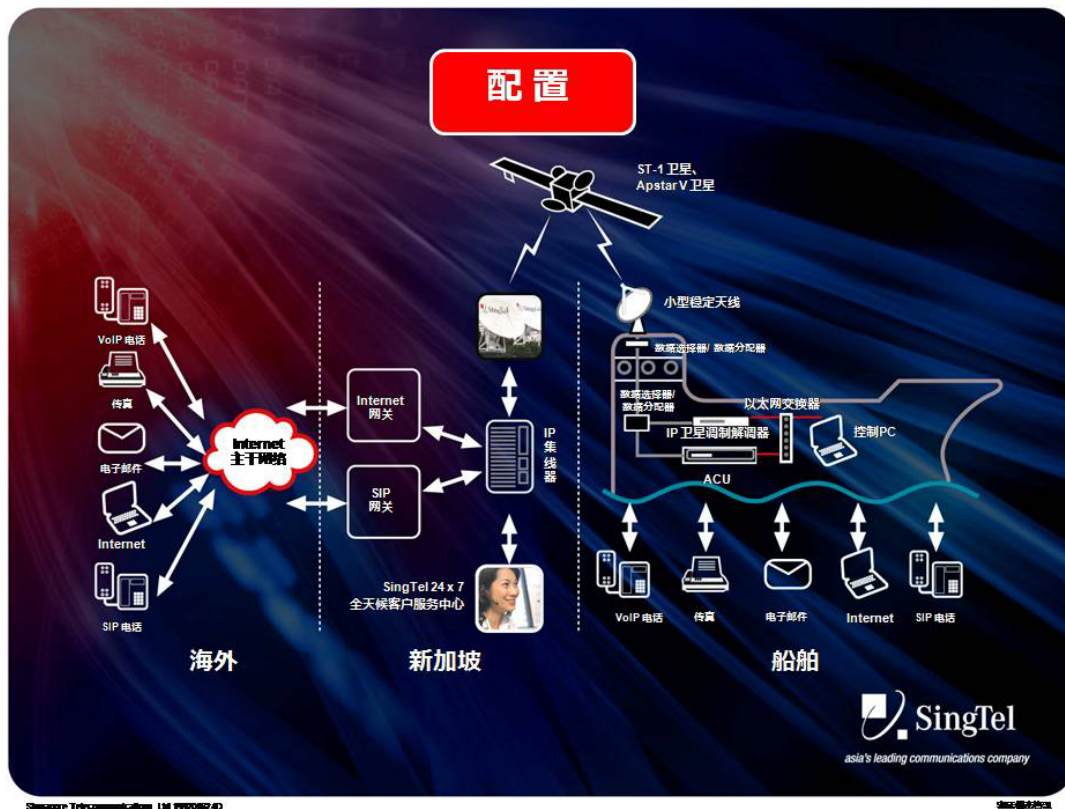 配置
ST-1 卫星、
Apstar V 卫星
VoIP 电话
传真
电子邮件
Internet
SIP 电话
Internet
主干网络
海外
Internet
网关
SIP
网关
SingTel
IP
集
线
器
SingTel 24 x 7
全天候客户服务中心
新加坡
小型稳定天线
数据选择器/ 数据分配器
数据选择器/
数据分配器
以太网交换器
IP 卫星调制解调器
控制PC
ACU
VoIP 电话
传真
电子邮件
Internet
SIP 电话
船舶
SingTel
asia's leading communications company